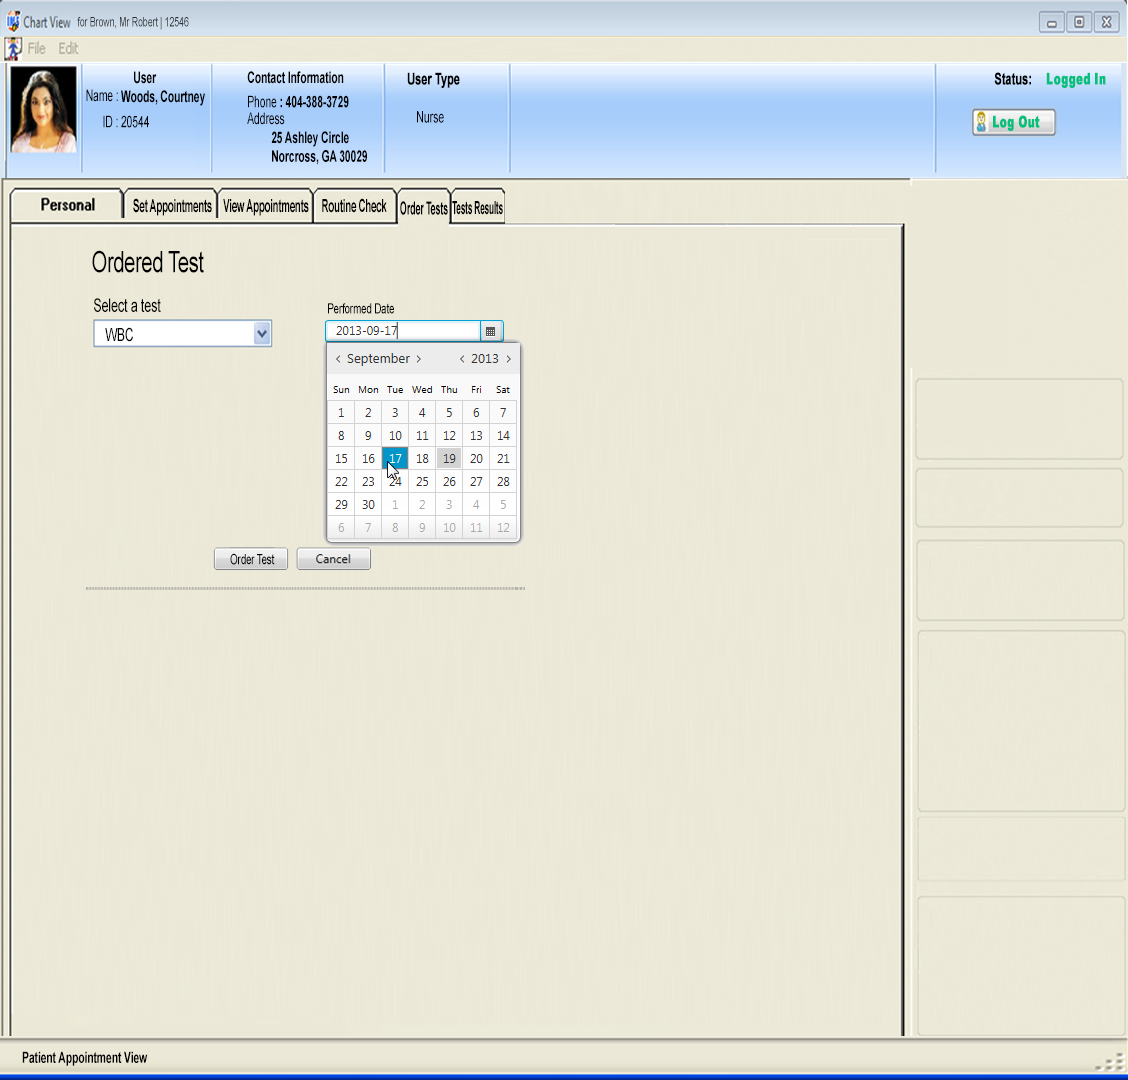 Chart View for Brown, Mr Robert | 12546
File Edit
User
Name : Woods, Courtney
ID : 20544
Contact Information
Phone : 404-388-3729
Address
25 Ashley Circle
Norcross, GA 30029
User Type
Nurse
Status: Logged In
Log Out
Personal Set Appointments View Appointments Routine Check Order Tests Tests Results
Ordered Test
Select a test
WBC
Performed Date
2013-09-17
‹ September › ‹ 2013 ›
Sun Mon Tue Wed Thu Fri Sat
1 2 3 4 5 6 7
8 9 10 11 12 13 14
15 16 17 18 19 20 21
22 23 24 25 26 27 28
29 30 1 2 3 4 5
6 7 8 9 10 11 12
Order Test Cancel
Patient Appointment View